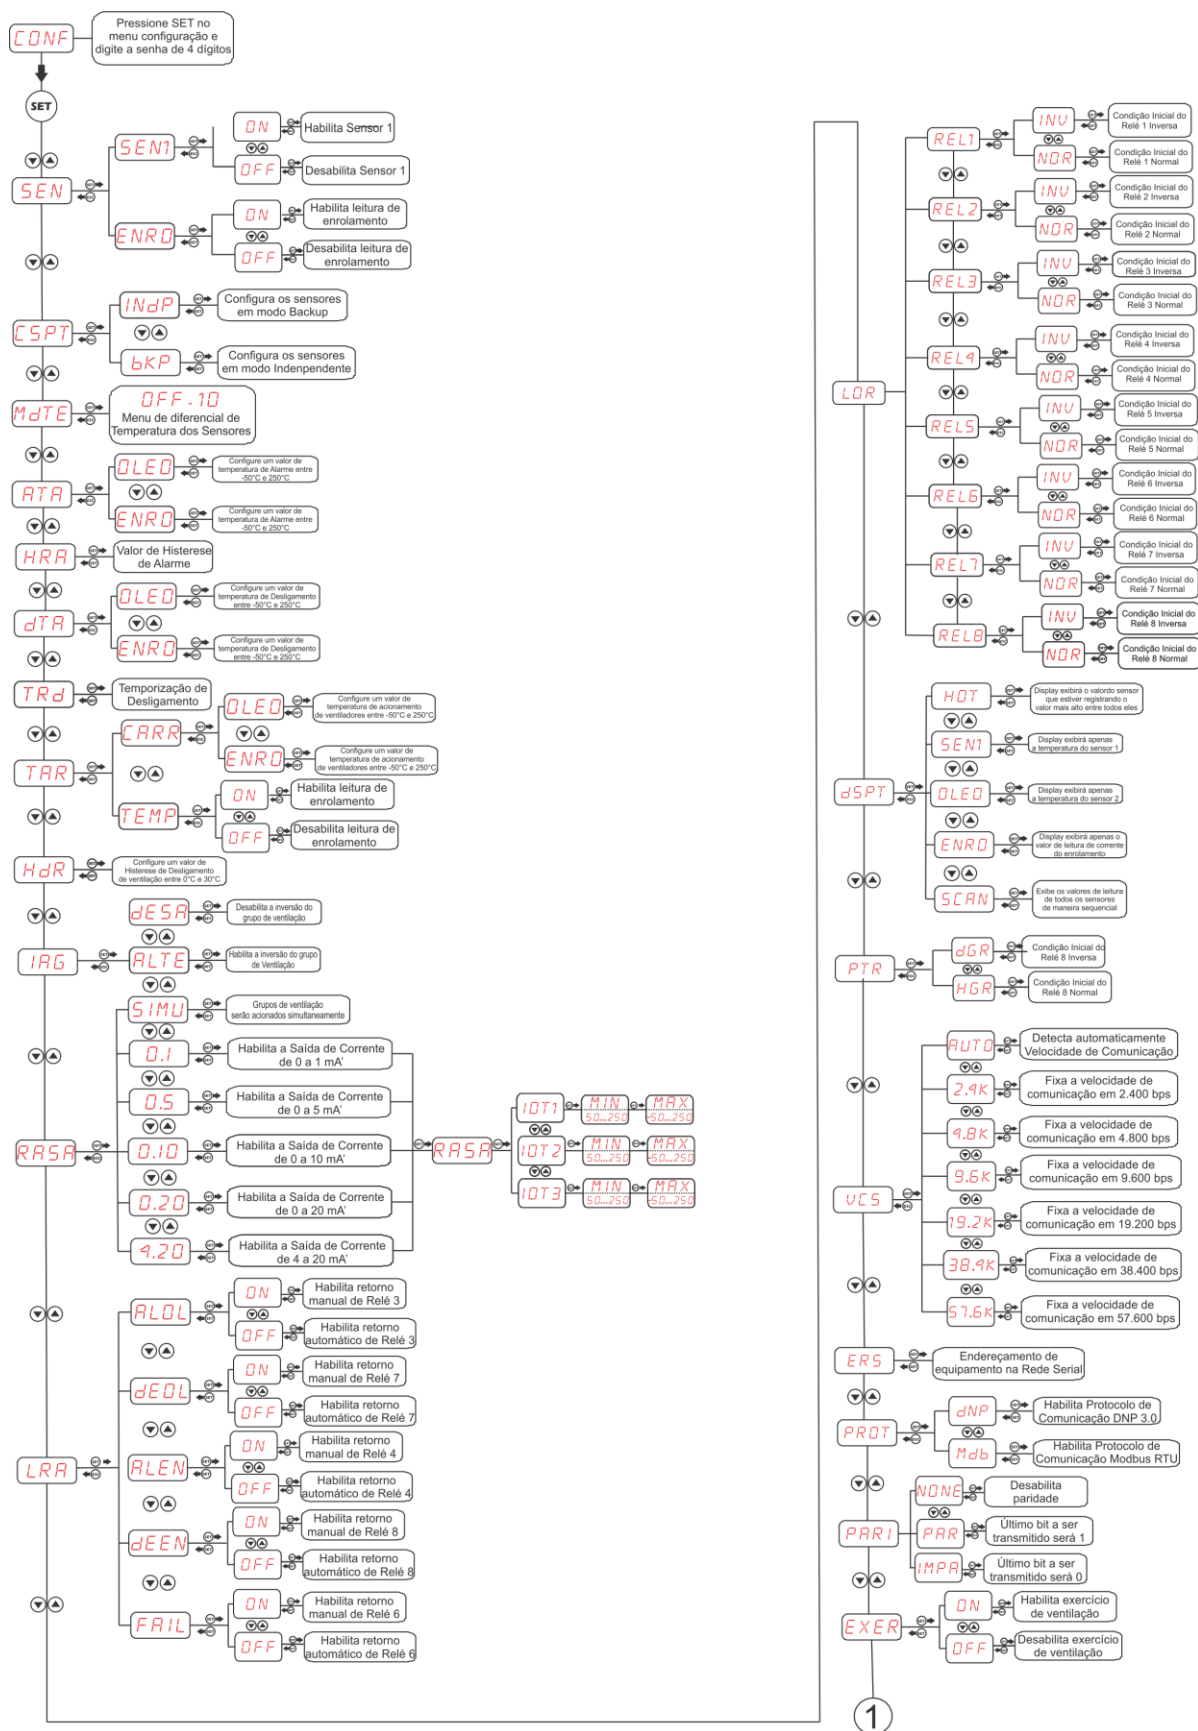 CONF
Pressione SET no
menu configuração e
digite a senha de 4 dígitos
SET
SEN
SEN1
ON
Habilita Sensor 1
OFF
Desabilita Sensor 1
ENRO
ON
Habilita leitura de
enrolamento
OFF
Desabilita leitura de
enrolamento
CSPT
INdP
Configura os sensores
em modo Backup
bKP
Configura os sensores
em modo Indenpendente
MdTE
OFF.10
Menu de diferencial de
Temperatura dos Sensores
ATA
OLEO
Configure um valor de
temperatura de Alarme entre
-50°C e 250°C
ENRO
Configure um valor de
temperatura de Alarme entre
-50°C e 250°C
HRA
Valor de Histerese
de Alarme
dTA
OLEO
Configure um valor de
temperatura de Desligamento
entre -50°C e 250°C
ENRO
Configure um valor de
temperatura de Desligamento
entre -50°C e 250°C
TRd
Temporização de
Desligamento
TAR
CARR
OLEO
Configure um valor de
temperatura de acionamento
de ventiladores entre -50°C e 250°C
ENRO
Configure um valor de
temperatura de acionamento
de ventiladores entre -50°C e 250°C
TEMP
ON
Habilita leitura de
enrolamento
OFF
Desabilita leitura de
enrolamento
HdR
Configure um valor de
Histerese de Desligamento
de ventilação entre 0°C e 30°C
IAG
dESA
Desabilita a inversão do
grupo de ventilação
ALTE
Habilita a inversão do grupo
de Ventilação
SIMU
Grupos de ventilação
serão acionados simultaneamente
RASA
0.1
Habilita a Saída de Corrente
de 0 a 1 mA'
0.5
Habilita a Saída de Corrente
de 0 a 5 mA'
0.10
Habilita a Saída de Corrente
de 0 a 10 mA'
0.20
Habilita a Saída de Corrente
de 0 a 20 mA'
4.20
Habilita a Saída de Corrente
de 4 a 20 mA'
RASA
IOT1
MIN
50...250
MAX
-50...250
IOT2
MIN
50...250
MAX
-50...250
IOT3
MIN
50...250
MAX
-50...250
LRA
ALOL
ON
Habilita retorno
manual de Relé 3
OFF
Habilita retorno
automático de Relé 3
dEOL
ON
Habilita retorno
manual de Relé 7
OFF
Habilita retorno
automático de Relé 7
ALEN
ON
Habilita retorno
manual de Relé 4
OFF
Habilita retorno
automático de Relé 4
dEEN
ON
Habilita retorno
manual de Relé 8
OFF
Habilita retorno
automático de Relé 8
FAIL
ON
Habilita retorno
manual de Relé 6
OFF
Habilita retorno
automático de Relé 6
LOR
REL1
INV
Condição Inicial do
Relé 1 Inversa
NOR
Condição Inicial do
Relé 1 Normal
REL2
INV
Condição Inicial do
Relé 2 Inversa
NOR
Condição Inicial do
Relé 2 Normal
REL3
INV
Condição Inicial do
Relé 3 Inversa
NOR
Condição Inicial do
Relé 3 Normal
REL4
INV
Condição Inicial do
Relé 4 Inversa
NOR
Condição Inicial do
Relé 4 Normal
REL5
INV
Condição Inicial do
Relé 5 Inversa
NOR
Condição Inicial do
Relé 5 Normal
REL6
INV
Condição Inicial do
Relé 6 Inversa
NOR
Condição Inicial do
Relé 6 Normal
REL7
INV
Condição Inicial do
Relé 7 Inversa
NOR
Condição Inicial do
Relé 7 Normal
REL8
INV
Condição Inicial do
Relé 8 Inversa
NOR
Condição Inicial do
Relé 8 Normal
dSPT
HOT
Display exibirá o valordo sensor
que estiver registrando o
valor mais alto entre todos eles
SEN1
Display exibirá apenas
a temperatura do sensor 1
OLEO
Display exibirá apenas
a temperatura do sensor 2
ENRO
Display exibirá apenas o
valor de leitura de corrente
do enrolamento
SCAN
Exibe os valores de leitura
de todos os sensores
de maneira sequencial
PTR
dGR
Condição Inicial do
Relé 8 Inversa
HGR
Condição Inicial do
Relé 8 Normal
VCS
AUTO
Detecta automaticamente
Velocidade de Comunicação
2.4K
Fixa a velocidade de
comunicação em 2.400 bps
4.8K
Fixa a velocidade de
comunicação em 4.800 bps
9.6K
Fixa a velocidade de
comunicação em 9.600 bps
19.2K
Fixa a velocidade de
comunicação em 19.200 bps
38.4K
Fixa a velocidade de
comunicação em 38.400 bps
57.6K
Fixa a velocidade de
comunicação em 57.600 bps
ERS
Endereçamento de
equipamento na Rede Serial
PROT
dNP
Habilita Protocolo de
Comunicação DNP 3.0
Mdb
Habilita Protocolo de
Comunicação Modbus RTU
PARI
NONE
Desabilita
paridade
PAR
Último bit a ser
transmitido será 1
IMPA
Último bit a ser
transmitido será 0
EXER
ON
Habilita exercício
de ventilação
OFF
Desabilita exercício
de ventilação
1